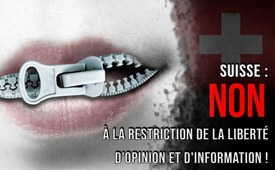 SUISSE :
NON
À LA RESTRICTION DE LA LIBERTÉ
D'OPINION ET D'INFORMATION !